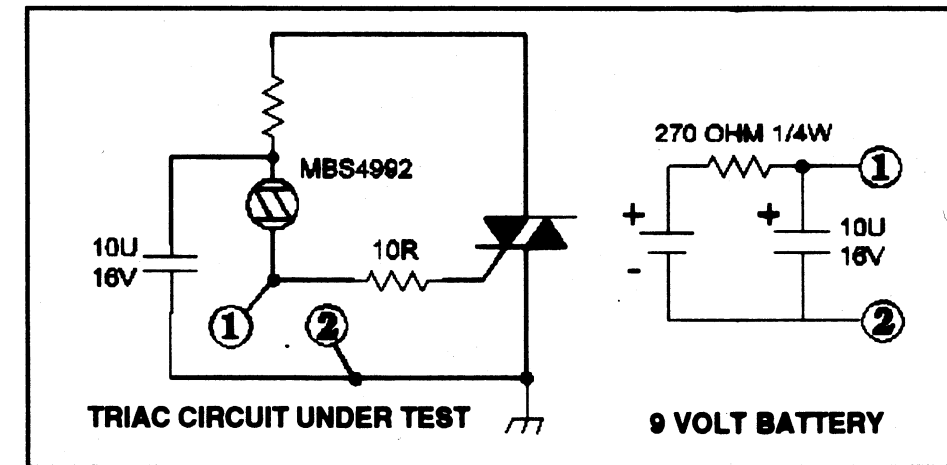 270 OHM 1/4W
MBS4992
1
+
+
10U
16V
-
10U
16V
10R
1
2
2
TRIAC CIRCUIT UNDER TEST
9 VOLT BATTERY